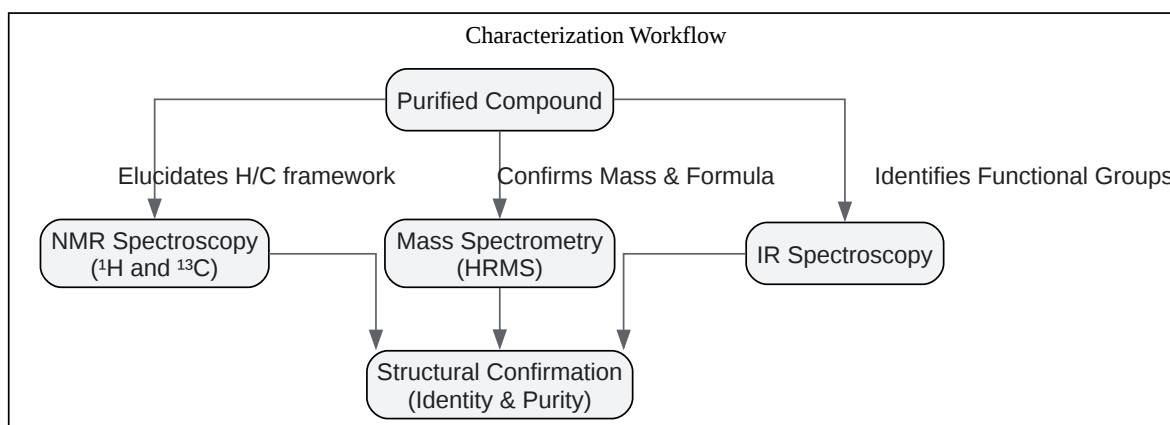 Characterization Workflow
Purified Compound
Elucidates H/C framework
Confirms Mass & Formula
Identifies Functional Groups
NMR Spectroscopy
(¹H and ¹³C)
Mass Spectrometry
(HRMS)
IR Spectroscopy
Structural Confirmation
(Identity & Purity)